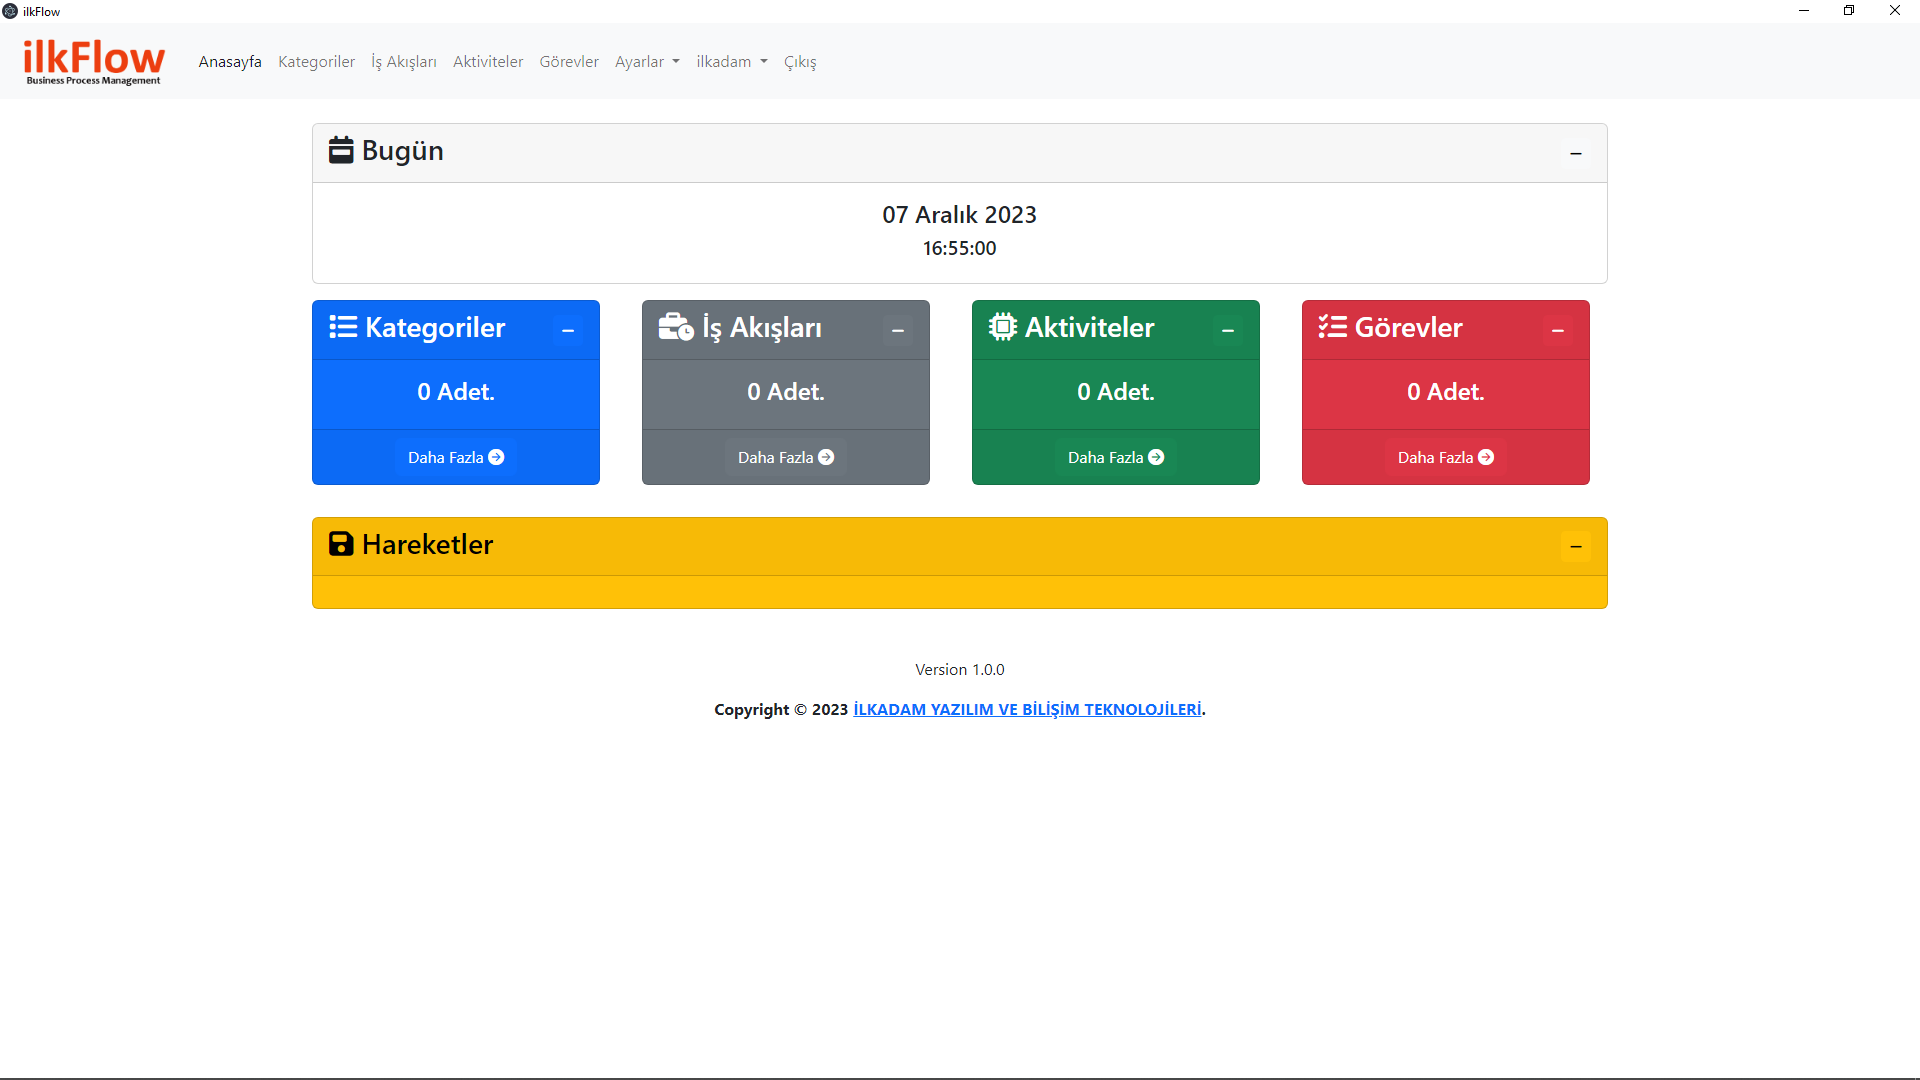 ilkFlow
ilkFlow
Business Process Management
Anasayfa Kategoriler İş Akışları Aktiviteler Görevler Ayarlar ilkadam Çıkış
Bugün
07 Aralık 2023
16:55:00
Kategoriler
0 Adet.
Daha Fazla
İş Akışları
0 Adet.
Daha Fazla
Aktiviteler
0 Adet.
Daha Fazla
Görevler
0 Adet.
Daha Fazla
Hareketler
Version 1.0.0
Copyright © 2023 İLKADAM YAZILIM VE BİLİŞİM TEKNOLOJİLERİ.